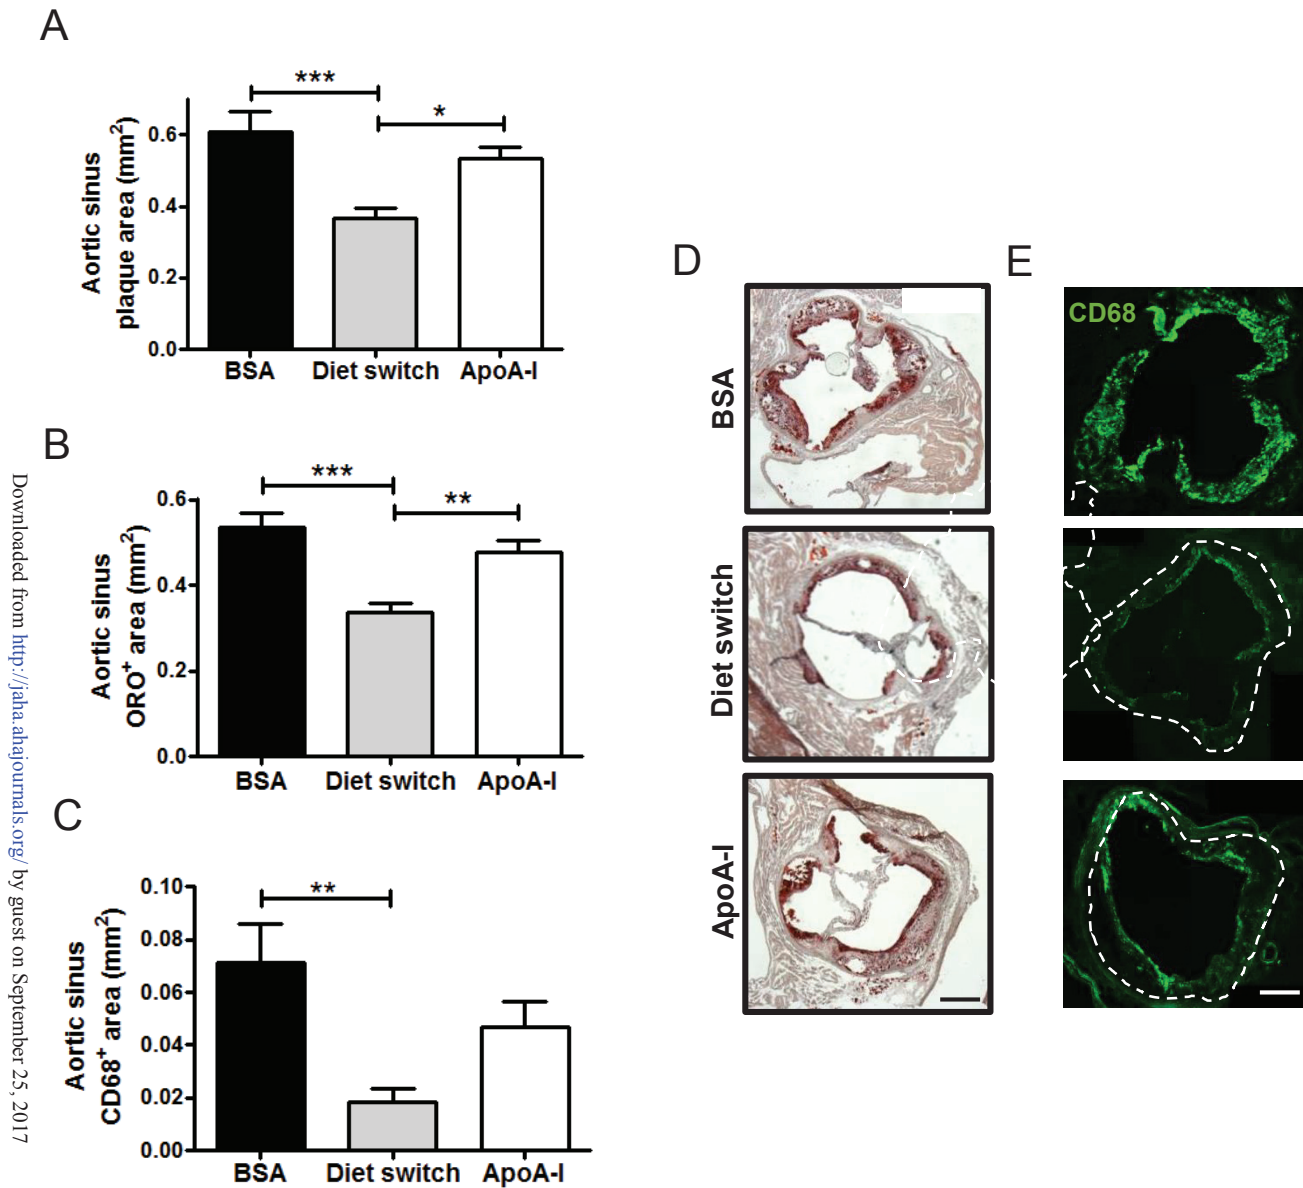 A
***
*
Aortic sinus
plaque area (mm²)
0.6
0.4
0.2
0.0
BSA Diet switch ApoA-I
B
***
**
Aortic sinus
ORO⁺ area (mm²)
0.6
0.4
0.2
0.0
BSA Diet switch ApoA-I
C
**
Aortic sinus
CD68⁺ area (mm²)
0.10
0.08
0.06
0.04
0.02
0.00
BSA Diet switch ApoA-I
D
BSA
Diet switch
ApoA-I
E
CD68
Downloaded from http://jaha.ahajournals.org/ by guest on September 25, 2017